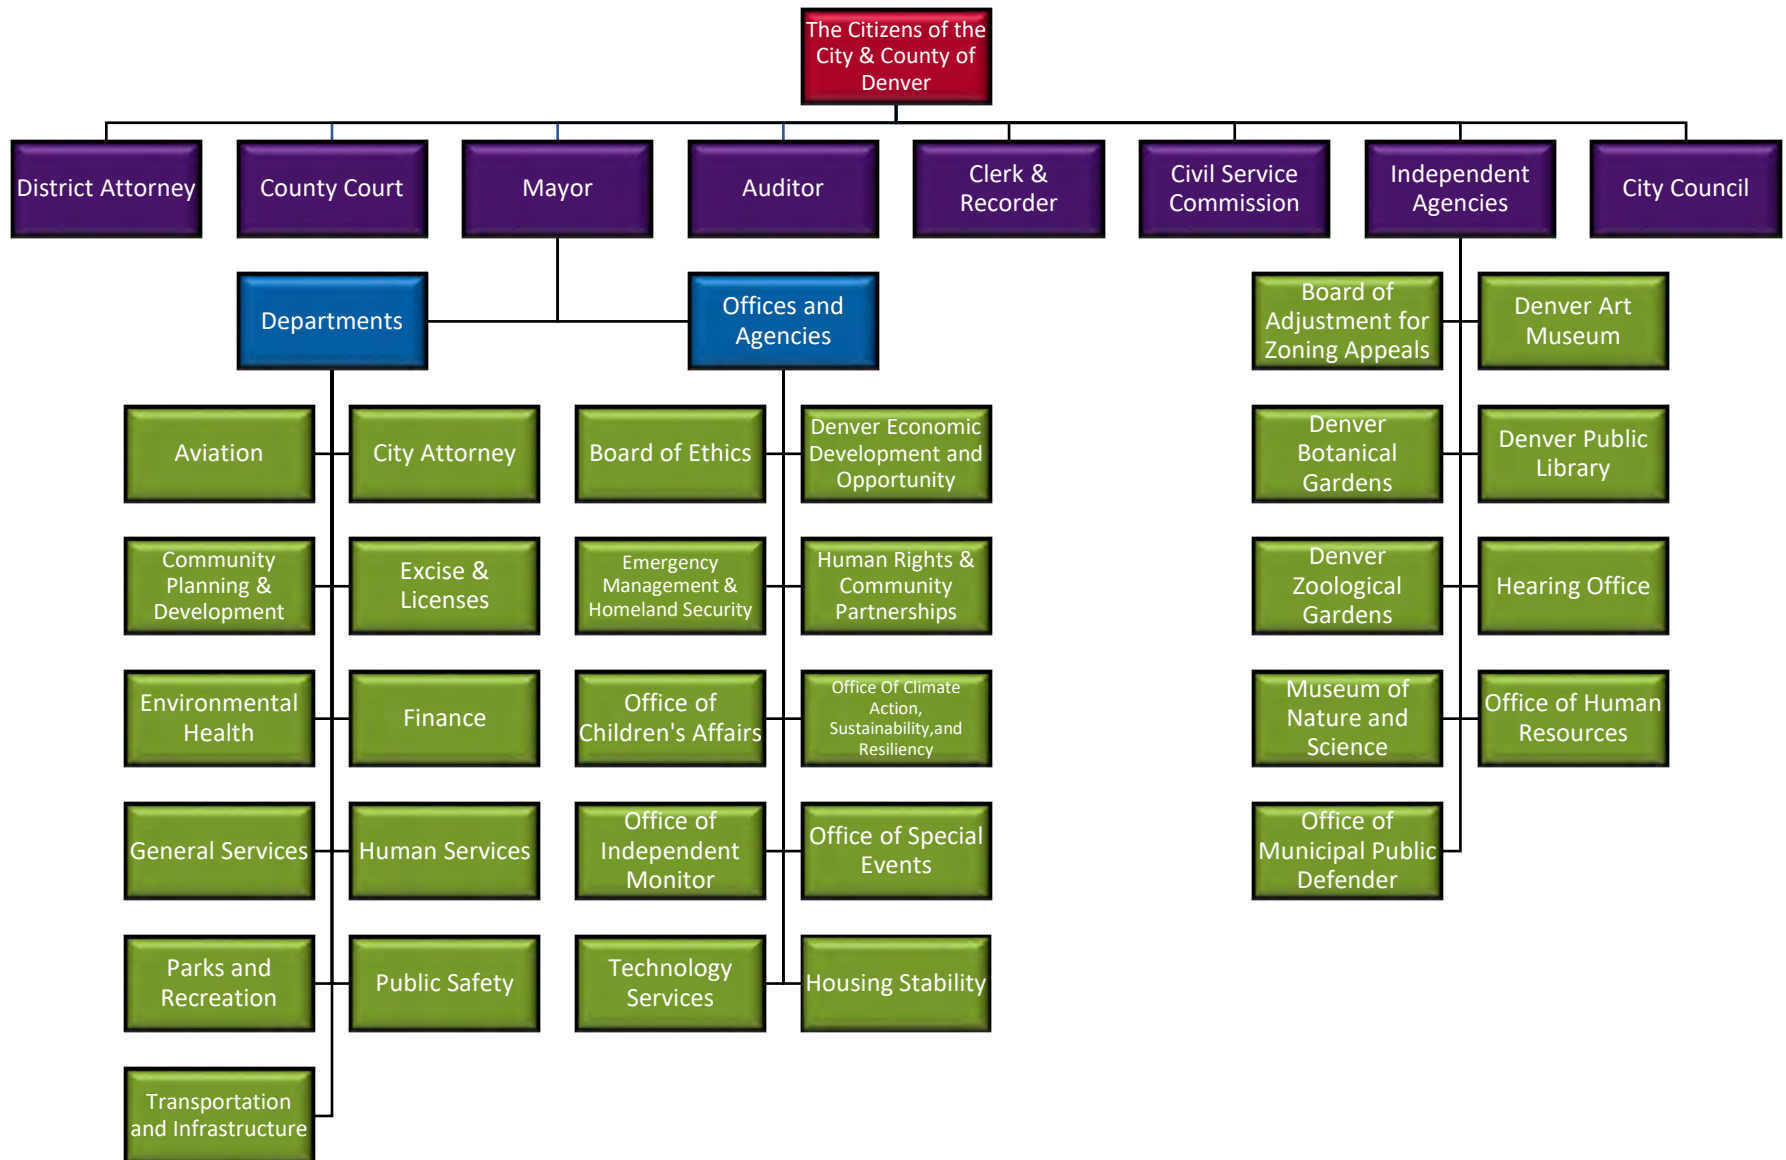 The Citizens of the
City & County of
Denver
District Attorney
County Court
Mayor
Auditor
Clerk &
Recorder
Civil Service
Commission
Independent
Agencies
City Council
Departments
Offices and
Agencies
Board of
Adjustment for
Zoning Appeals
Denver Art
Museum
Aviation
City Attorney
Board of Ethics
Denver Economic
Development and
Opportunity
Denver
Botanical
Gardens
Denver Public
Library
Community
Planning &
Development
Excise &
Licenses
Emergency
Management &
Homeland Security
Human Rights &
Community
Partnerships
Denver
Zoological
Gardens
Hearing Office
Environmental
Health
Finance
Office of
Children's Affairs
Office Of Climate
Action,
Sustainability,and
Resiliency
Museum of
Nature and
Science
Office of Human
Resources
General Services
Human Services
Office of
Independent
Monitor
Office of Special
Events
Office of
Municipal Public
Defender
Parks and
Recreation
Public Safety
Technology
Services
Housing Stability
Transportation
and Infrastructure